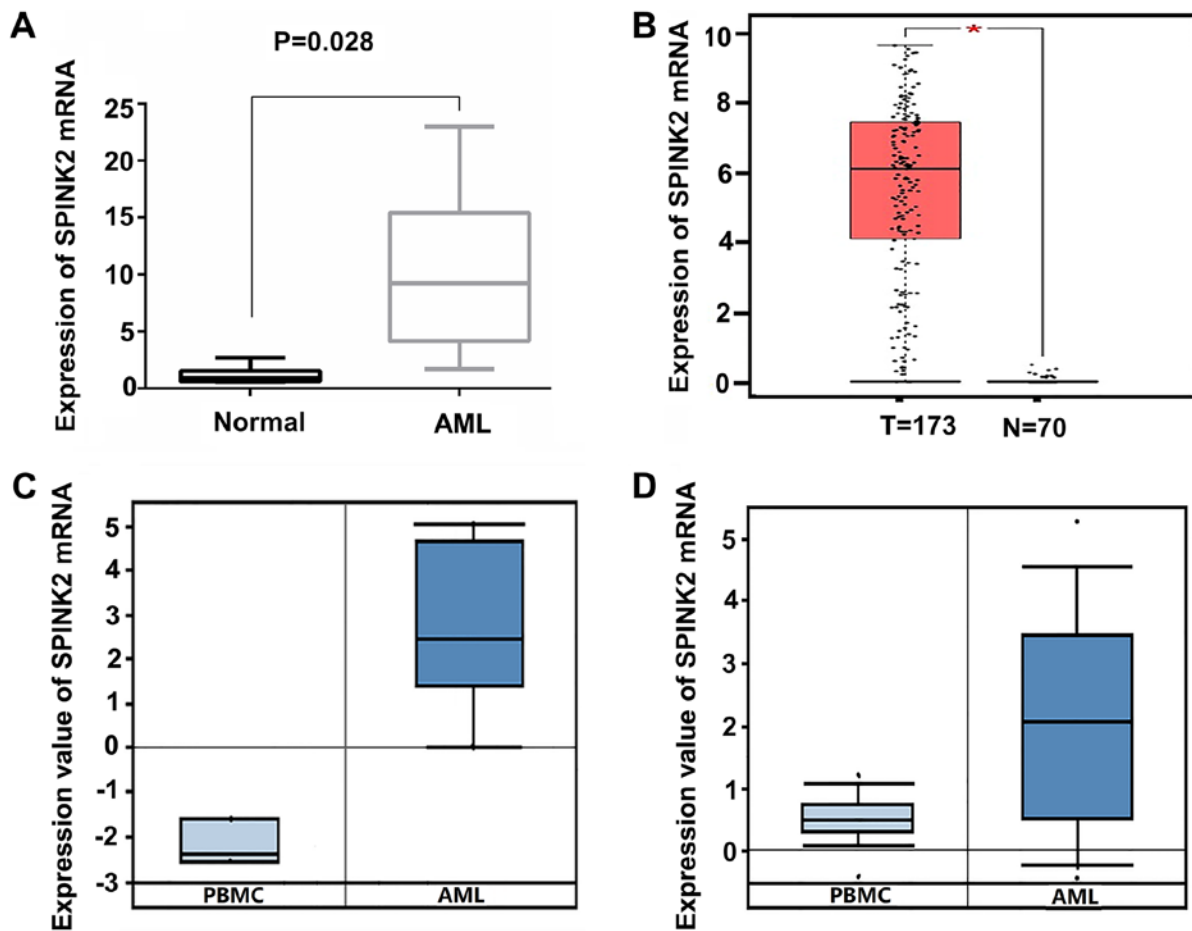 A
P=0.028
Expression of SPINK2 mRNA
25
20
15
10
5
0
Normal
AML
B
*
Expression of SPINK2 mRNA
10
8
6
4
2
0
T=173
N=70
C
Expression value of SPINK2 mRNA
5
4
3
2
1
0
-1
-2
-3
PBMC
AML
D
Expression value of SPINK2 mRNA
5
4
3
2
1
0
PBMC
AML